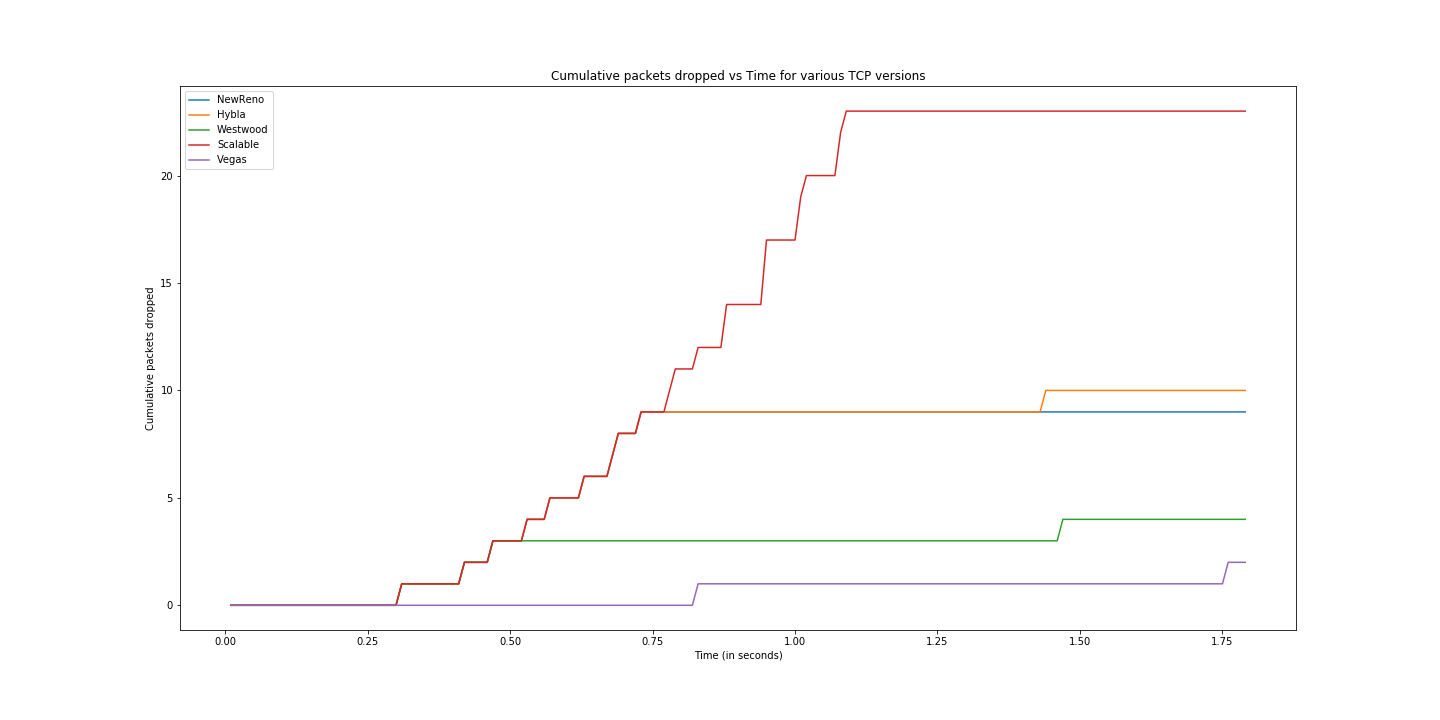 Cumulative packets dropped vs Time for various TCP versions
NewReno
Hybla
Westwood
Scalable
Vegas
Cumulative packets dropped
20
15
10
5
0
0.00 0.25 0.50 0.75 1.00 1.25 1.50 1.75
Time (in seconds)